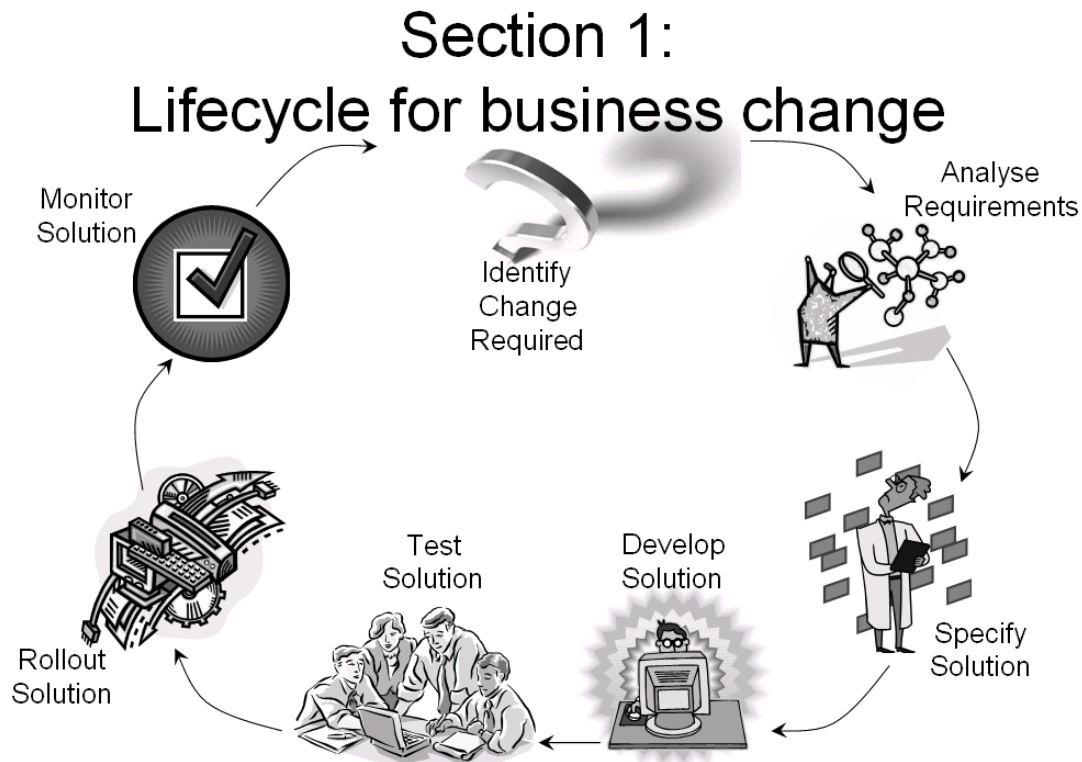 Section 1:
Lifecycle for business change
Identify
Change
Required
Analyse
Requirements
Specify
Solution
Develop
Solution
Test
Solution
Rollout
Solution
Monitor
Solution